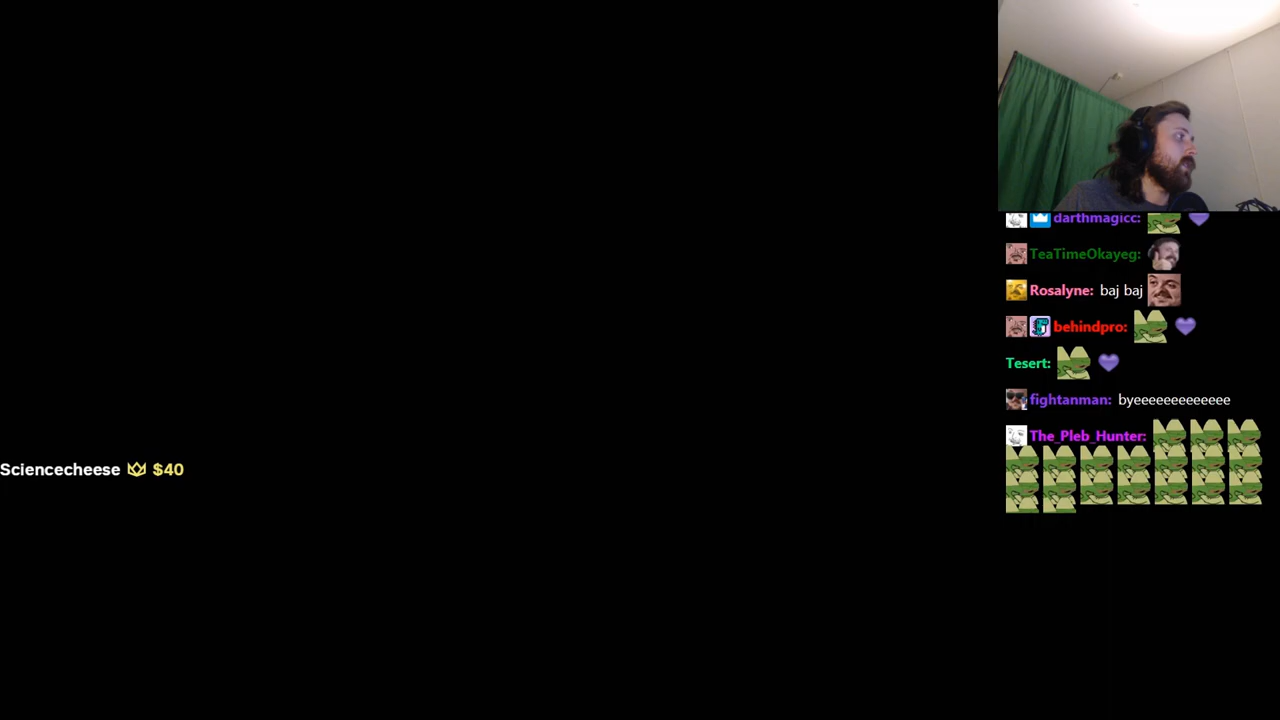 darthmagicc:
TeaTimeOkayeg:
Rosalyne: baj baj
behindpro:
Tesert:
fightanman: byeeeeeeeeeeeee
The_Pleb_Hunter:
Sciencecheese $40